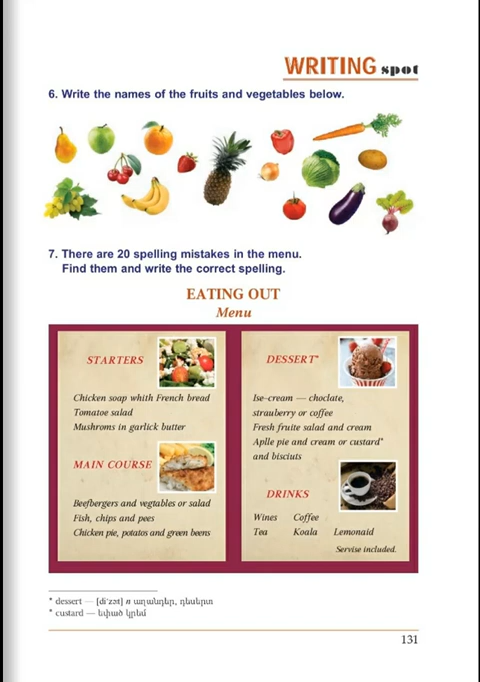 WRITING spot
6. Write the names of the fruits and vegetables below.
7. There are 20 spelling mistakes in the menu.
Find them and write the correct spelling.
EATING OUT
Menu
STARTERS
Chicken soap whith French bread
Tomatoe salad
Mushroms in garlick butter
MAIN COURSE
Beefbergers and vegtables or salad
Fish, chips and pees
Chicken pie, potatos and green beens
DESSERT*
Ise-cream — choclate,
strauberry or coffee
Fresh fruite salad and cream
Aplle pie and cream or custard*
and bisciuts
DRINKS
Wines Coffee
Tea Koala Lemonaid
Servise included.
* dessert — [di'zət] n աղանդեր, դեսերտ
* custard — եփած կրեմ
131